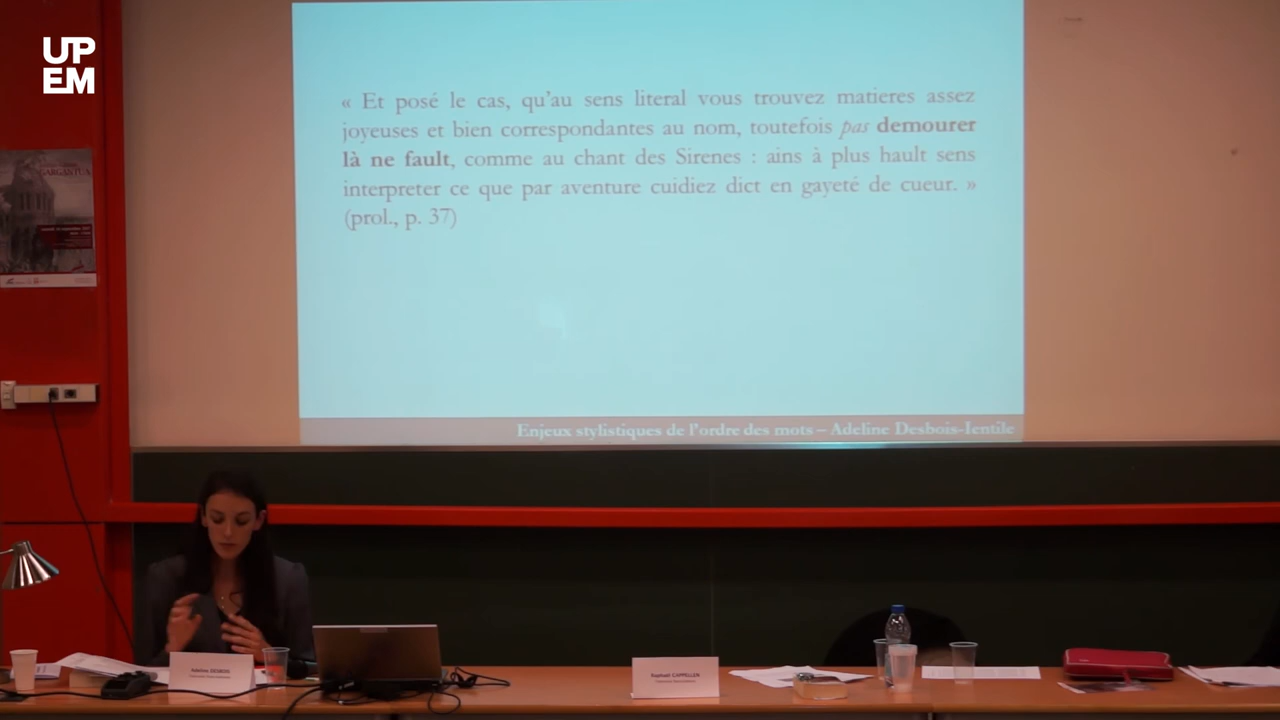 UP
EM
« Et posé le cas, qu'au sens literal vous trouvez matieres assez
joyeuses et bien correspondantes au nom, toutefois pas demourer
là ne fault, comme au chant des Sirenes : ains à plus hault sens
interpreter ce que par aventure cuidiez dict en gayeté de cueur. »
(prol., p. 37)
GARGANTUA
Enjeux stylistiques de l'ordre des mots – Adeline Desbois-Ientile
Adeline DESBOIS
Raphaël CAPPELLEN